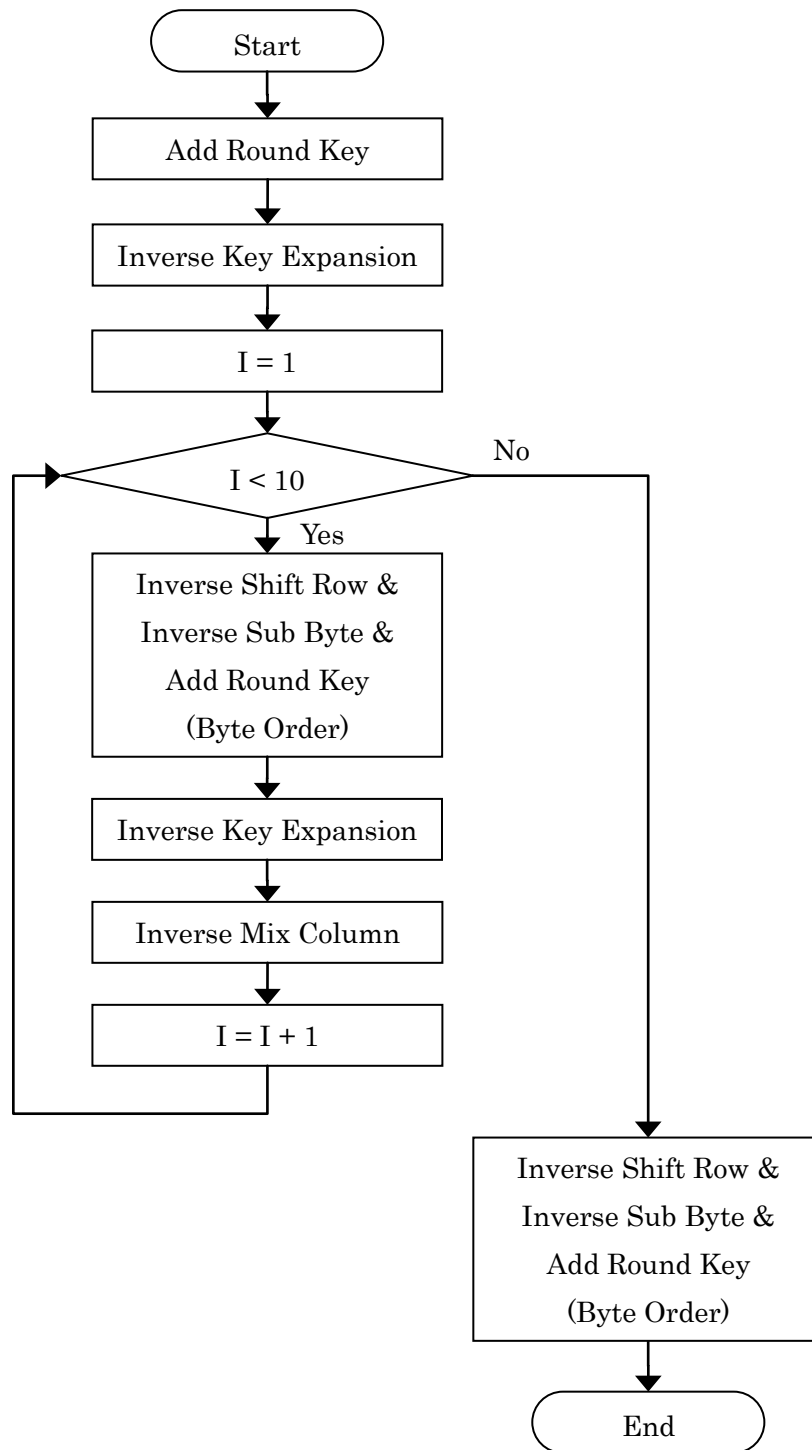 Start
Add Round Key
Inverse Key Expansion
I = 1
I < 10
No
Yes
Inverse Shift Row &
Inverse Sub Byte &
Add Round Key
(Byte Order)
Inverse Key Expansion
Inverse Mix Column
I = I + 1
Inverse Shift Row &
Inverse Sub Byte &
Add Round Key
(Byte Order)
End